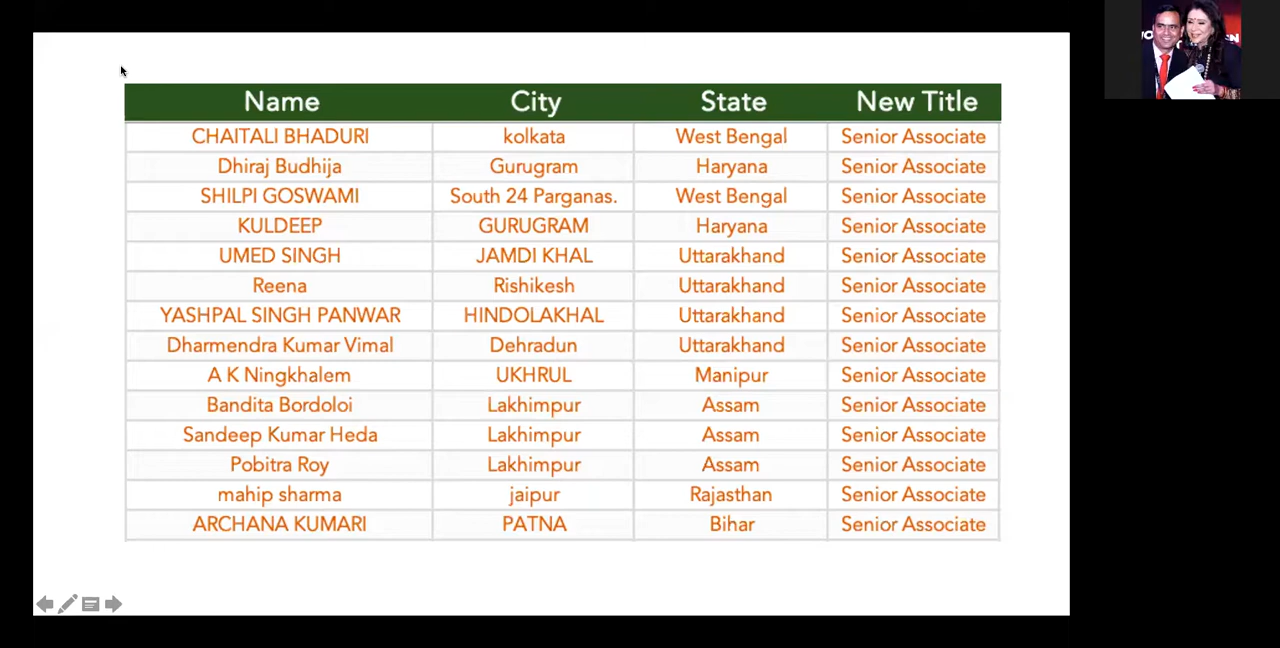 Name City State New Title
CHAITALI BHADURI kolkata West Bengal Senior Associate
Dhiraj Budhija Gurugram Haryana Senior Associate
SHILPI GOSWAMI South 24 Parganas. West Bengal Senior Associate
KULDEEP GURUGRAM Haryana Senior Associate
UMED SINGH JAMDI KHAL Uttarakhand Senior Associate
Reena Rishikesh Uttarakhand Senior Associate
YASHPAL SINGH PANWAR HINDOLAKHAL Uttarakhand Senior Associate
Dharmendra Kumar Vimal Dehradun Uttarakhand Senior Associate
A K Ningkhalem UKHRUL Manipur Senior Associate
Bandita Bordoloi Lakhimpur Assam Senior Associate
Sandeep Kumar Heda Lakhimpur Assam Senior Associate
Pobitra Roy Lakhimpur Assam Senior Associate
mahip sharma jaipur Rajasthan Senior Associate
ARCHANA KUMARI PATNA Bihar Senior Associate